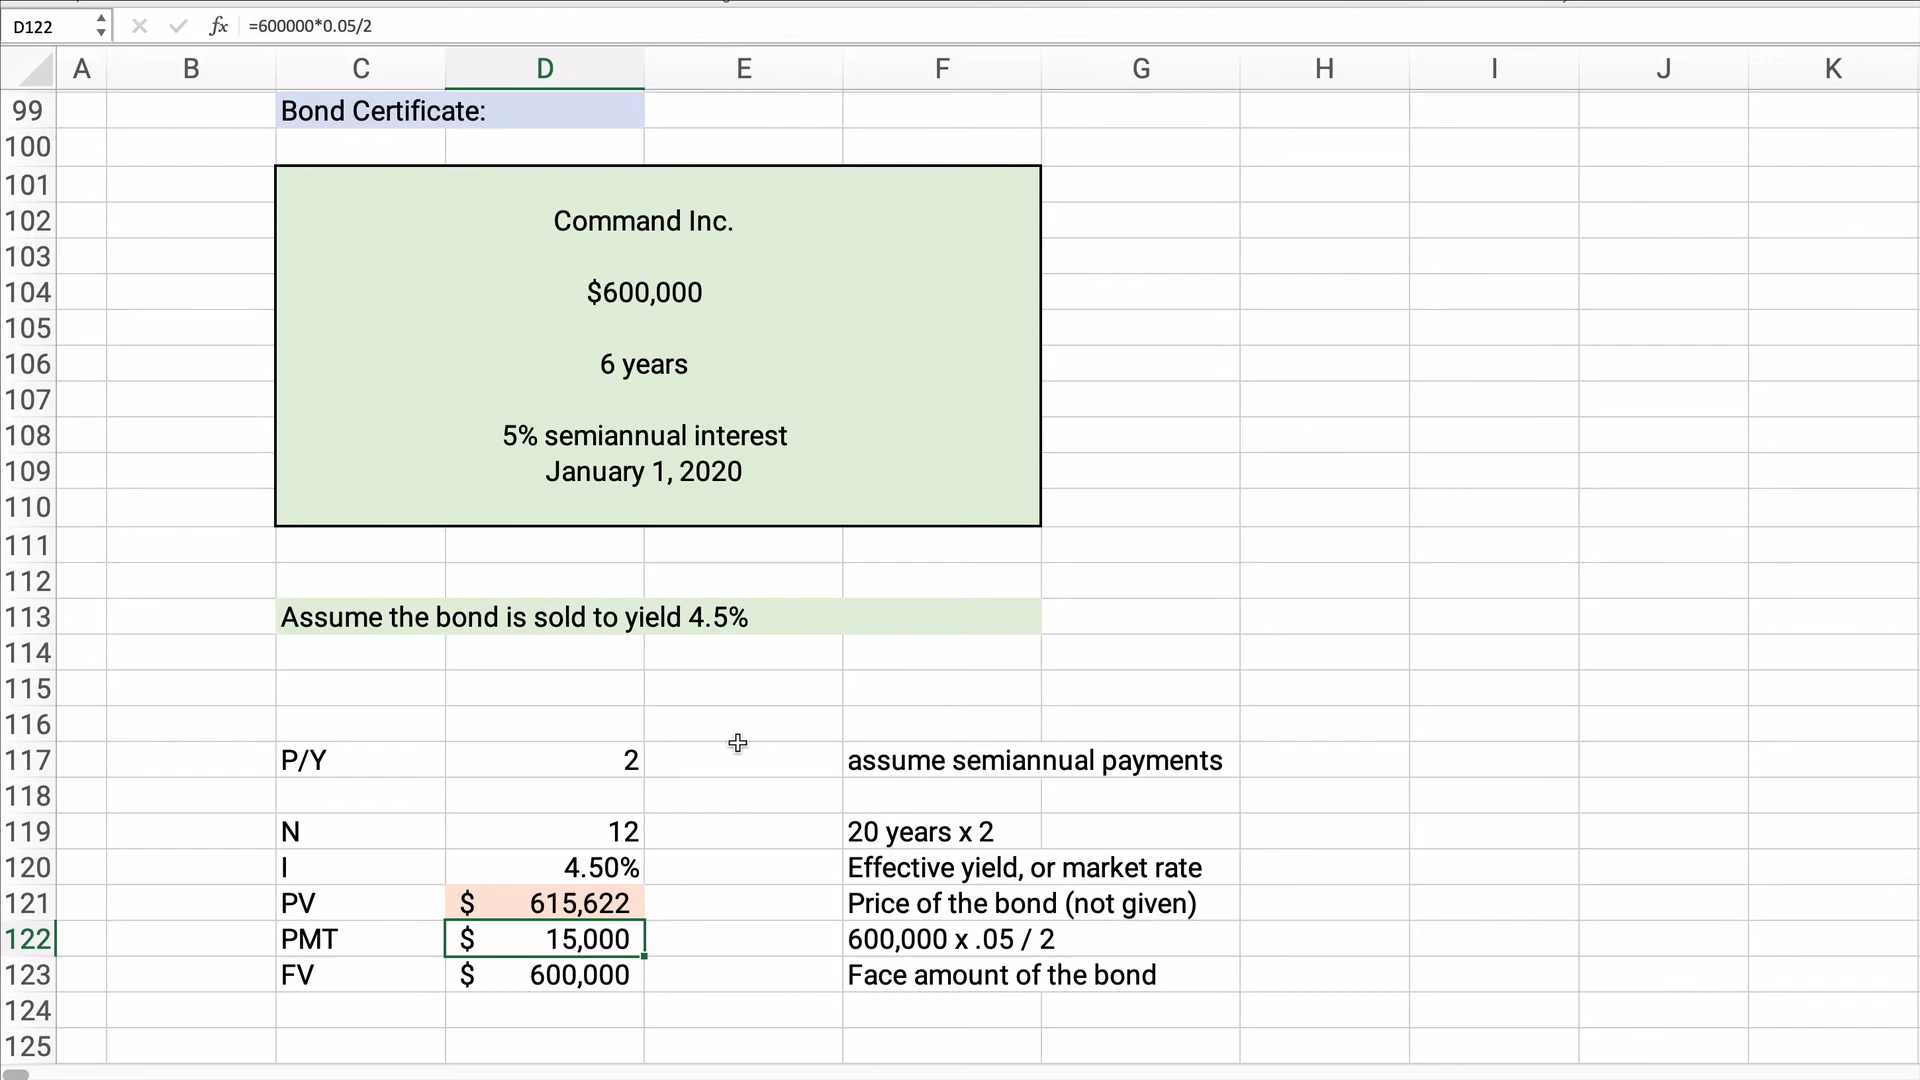 D122 fx =600000*0.05/2
A B C D E F G H I J K
99 Bond Certificate:
100
101
102 Command Inc.
103
104 $600,000
105
106 6 years
107
108 5% semiannual interest
109 January 1, 2020
110
111
112
113 Assume the bond is sold to yield 4.5%
114
115
116
117 P/Y 2 assume semiannual payments
118
119 N 12 20 years x 2
120 I 4.50% Effective yield, or market rate
121 PV $ 615,622 Price of the bond (not given)
122 PMT $ 15,000 600,000 x .05 / 2
123 FV $ 600,000 Face amount of the bond
124
125